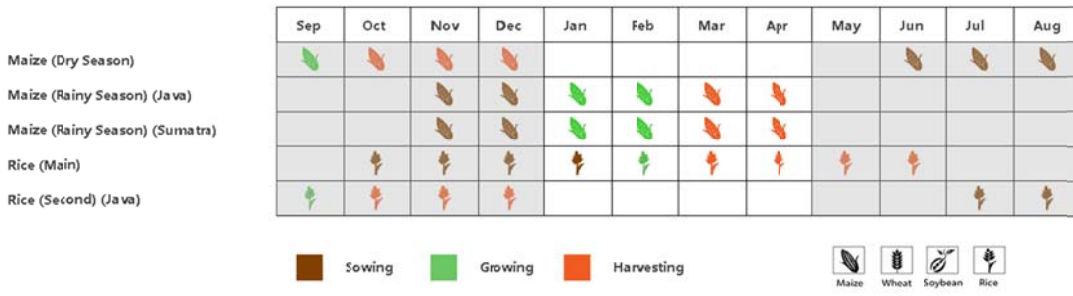 Sep Oct Nov Dec Jan Feb Mar Apr May Jun Jul Aug
Maize (Dry Season)
Maize (Rainy Season) (Java)
Maize (Rainy Season) (Sumatra)
Rice (Main)
Rice (Second) (Java)
Sowing Growing Harvesting
Maize Wheat Soybean Rice